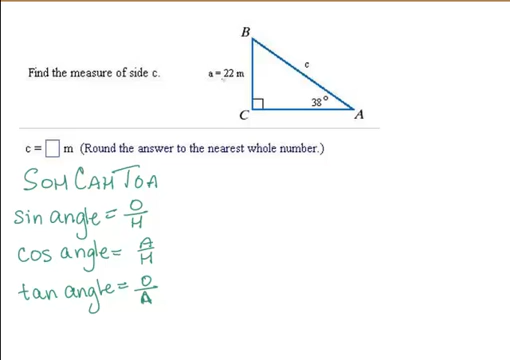 B
c
Find the measure of side c.
a = 22 m
38°
C
A
c = m (Round the answer to the nearest whole number.)
SOH CAH TOA
sin angle = O/H
cos angle = A/H
tan angle = O/A